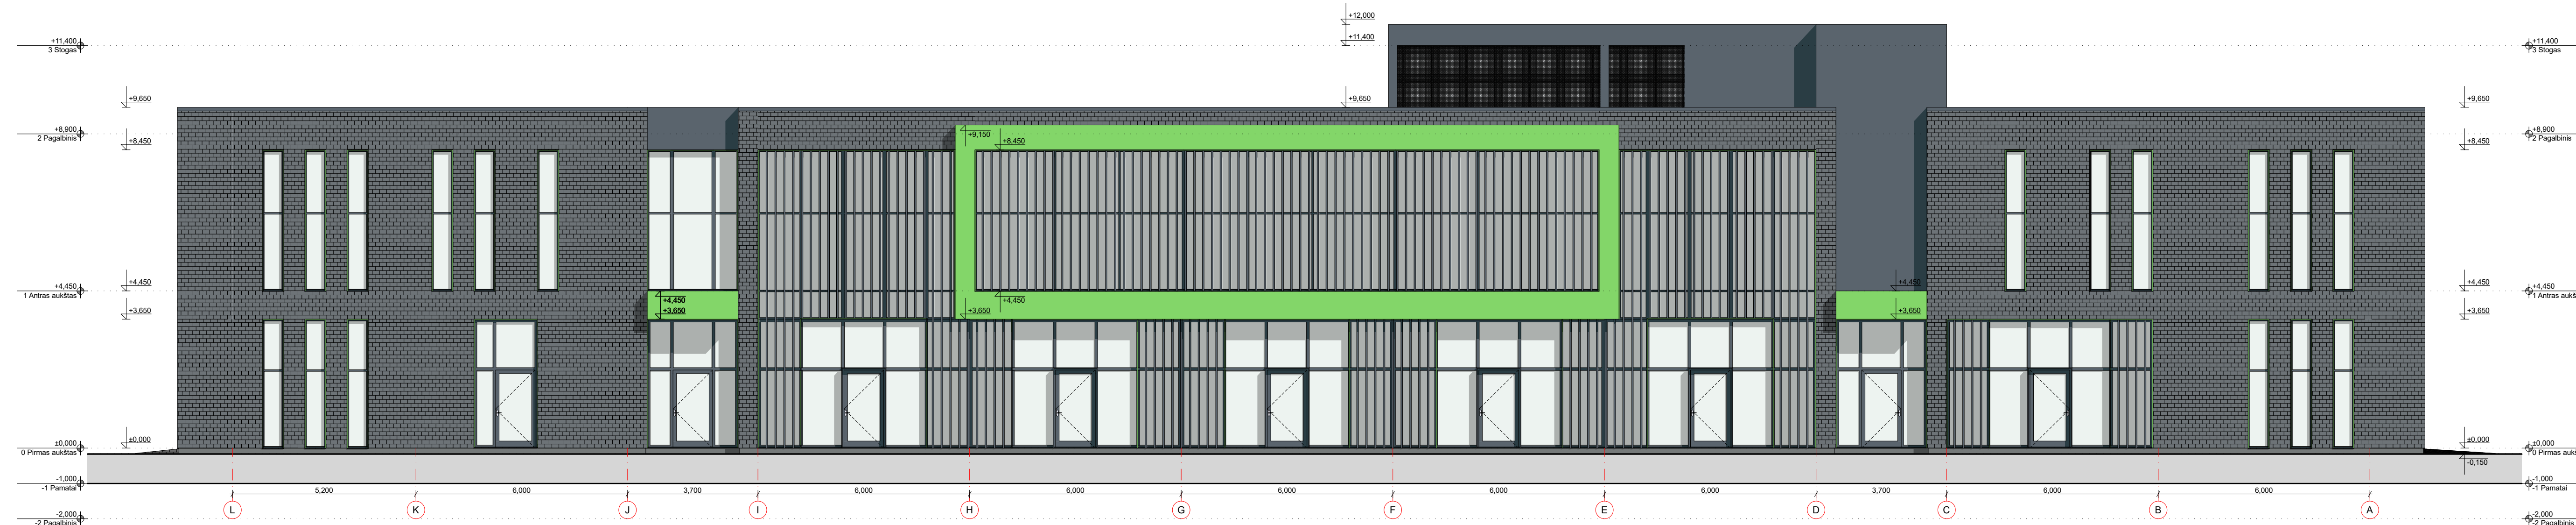 +12,000
+11,400
+11,400
3 Stogas
+11,400
3 Stogas
+9,650
+9,650
+9,650
+8,900
2 Pagalbinis
+9,150
+8,900
2 Pagalbinis
+8,450
+8,450
+8,450
+4,450
1 Antras aukštas
+4,450
+4,450
+4,450
+4,450
+4,450
+4,450
1 Antras aukš
+3,650
+3,650
+3,650
+3,650
+3,650
±0,000
0 Pirmas aukštas
±0,000
±0,000
±0,000
0 Pirmas aukš
-0,150
-1,000
-1 Pamatai
-1,000
-1 Pamatai
5,200 6,000 3,700 6,000 6,000 6,000 6,000 6,000 3,700 6,000 6,000
L K J I H G F E D C B A
-2,000
-2 Pagalbinis
-2,000
-2 Pagalbinis